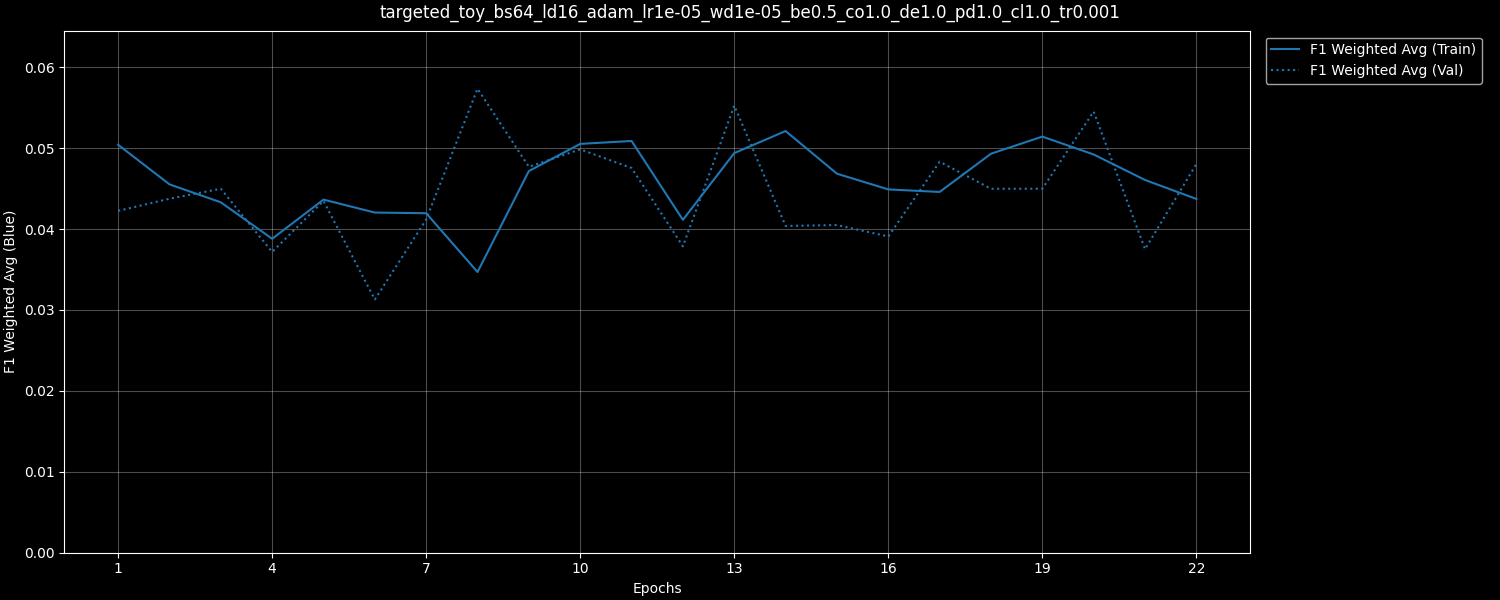 targeted_toy_bs64_ld16_adam_lr1e-05_wd1e-05_be0.5_co1.0_de1.0_pd1.0_cl1.0_tr0.001
F1 Weighted Avg (Train)
F1 Weighted Avg (Val)
F1 Weighted Avg (Blue)
0.06
0.05
0.04
0.03
0.02
0.01
0.00
1 4 7 10 13 16 19 22
Epochs